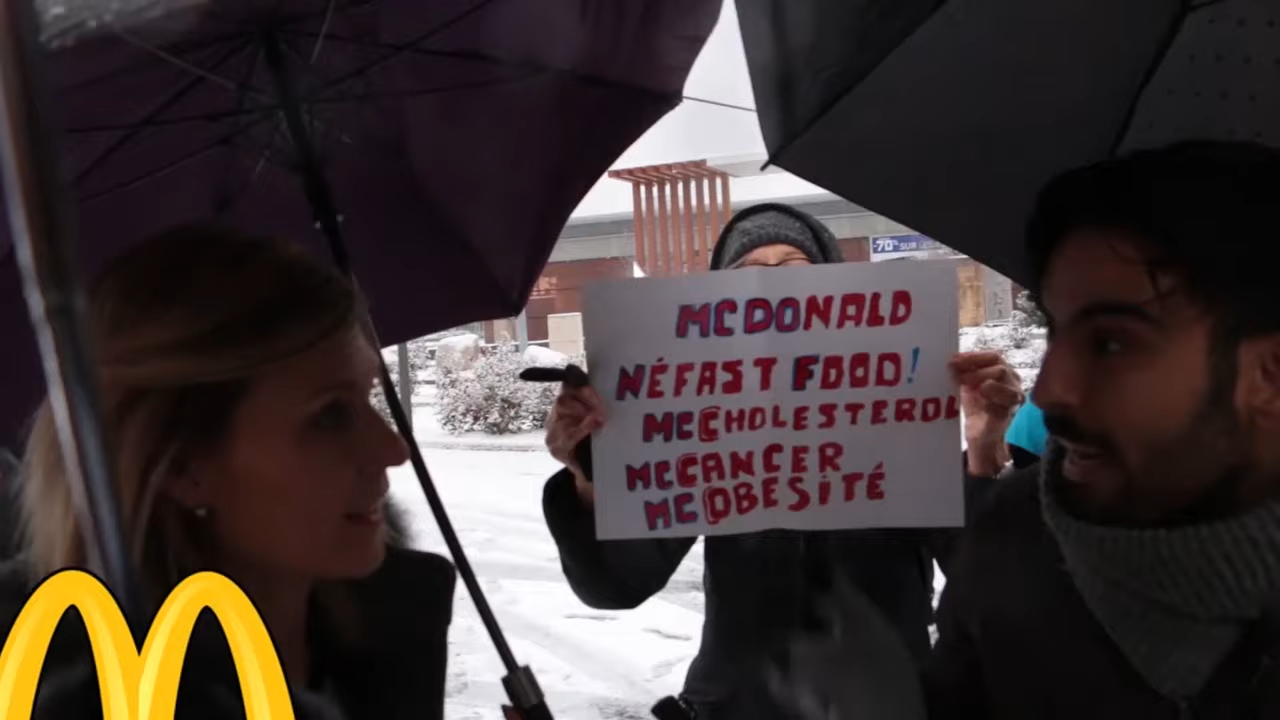 -70% SUR
MCDONALD
NÉFAST FOOD!
MCCHOLESTEROL
MCCANCER
MCOBESITÉ